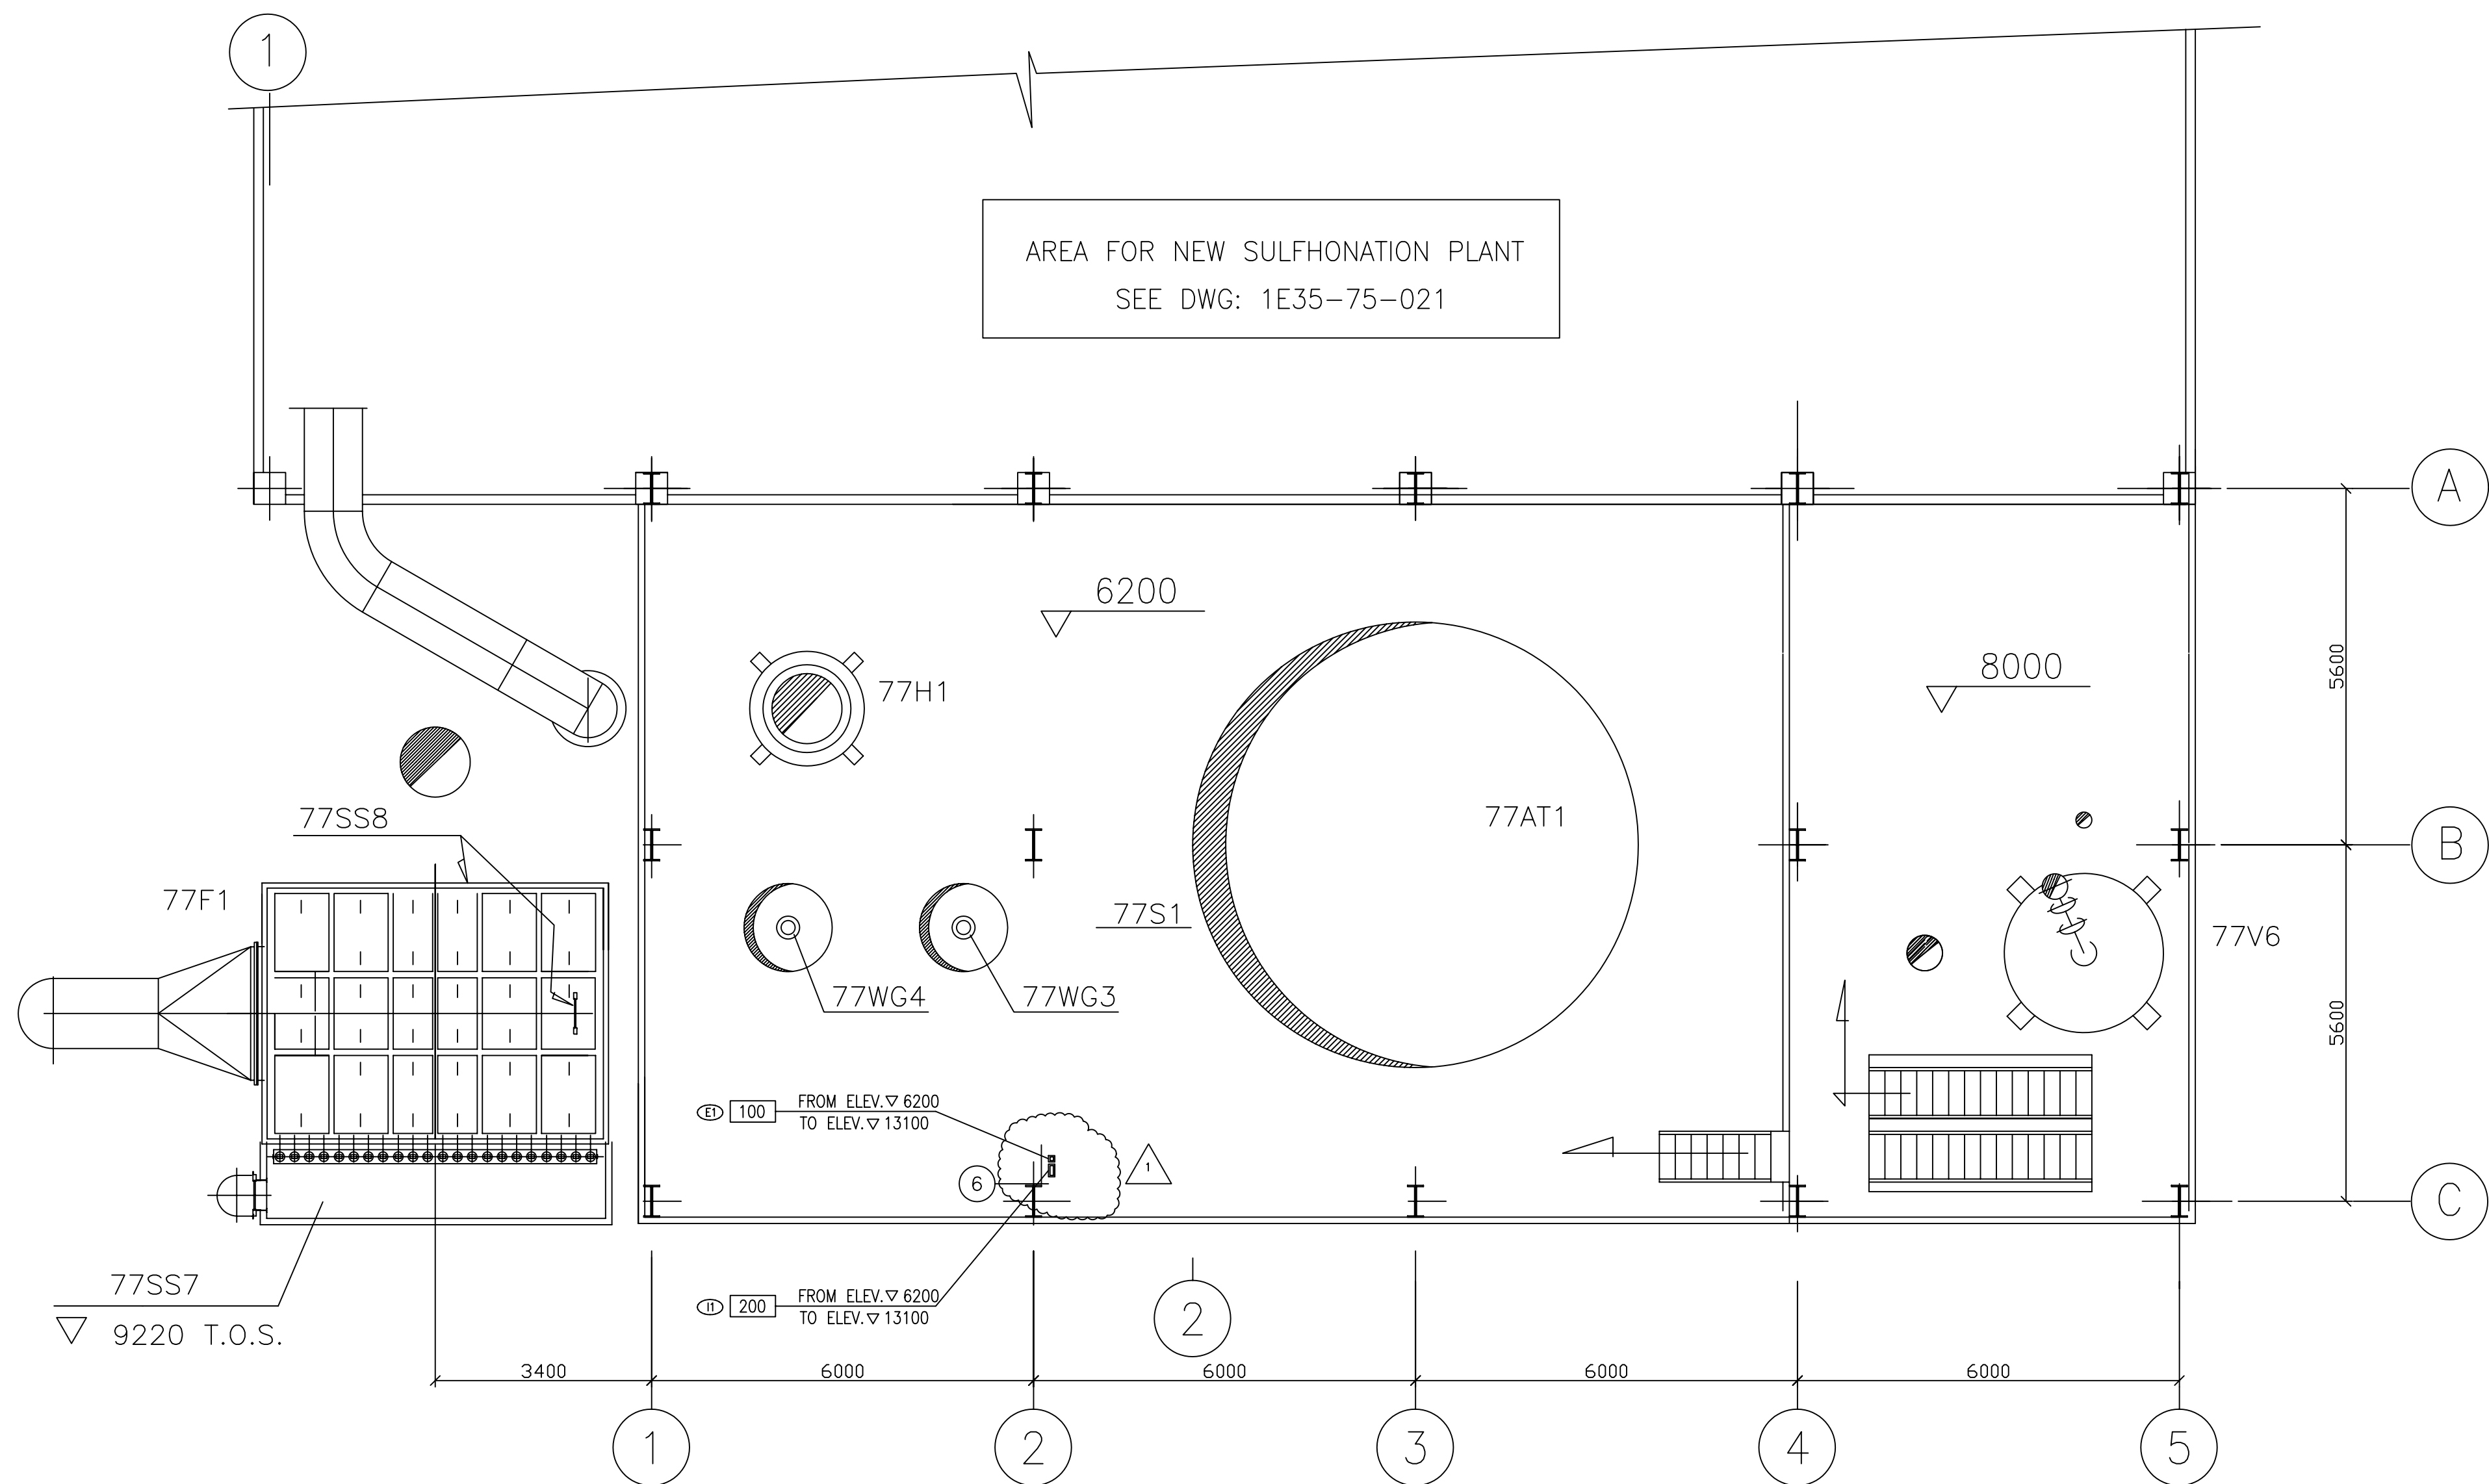 1
AREA FOR NEW SULFHONATION PLANT
SEE DWG: 1E35-75-021
A
6200
8000
5600
77H1
77SS8
77AT1
B
77F1
77S1
77V6
77WG4
77WG3
5600
E1 100 FROM ELEV.▽ 6200
TO ELEV.▽ 13100
1
6
C
77SS7
▽ 9220 T.O.S.
I1 200 FROM ELEV.▽ 6200
TO ELEV.▽ 13100
2
3400 6000 6000 6000 6000
1 2 3 4 5